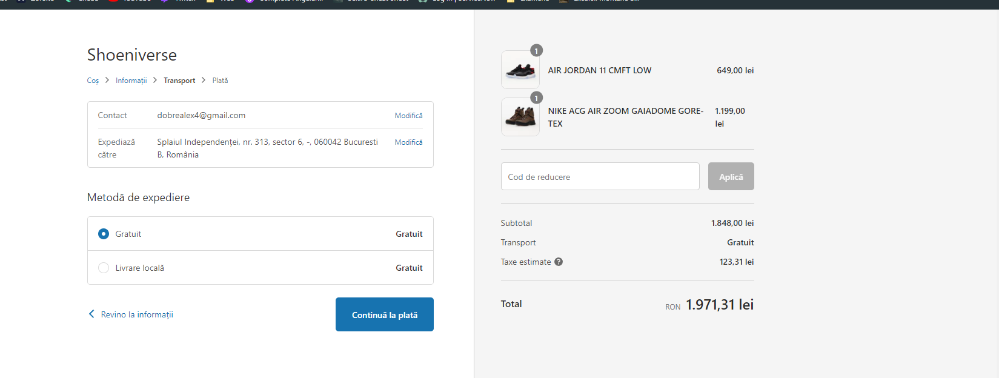 Shoeniverse
Coș > Informații > Transport > Plată
Contact dobrealex4@gmail.com Modifică
Expediază către Splaiul Independenței, nr. 313, sector 6, -, 060042 Bucuresti Modifică
B, România
Metodă de expediere
Gratuit Gratuit
Livrare locală Gratuit
Revino la informații
Continuă la plată
1
AIR JORDAN 11 CMFT LOW 649,00 lei
1
NIKE ACG AIR ZOOM GAIADOME GORE-
TEX
1.199,00
lei
Cod de reducere Aplică
Subtotal 1.848,00 lei
Transport Gratuit
Taxe estimate ? 123,31 lei
Total RON 1.971,31 lei